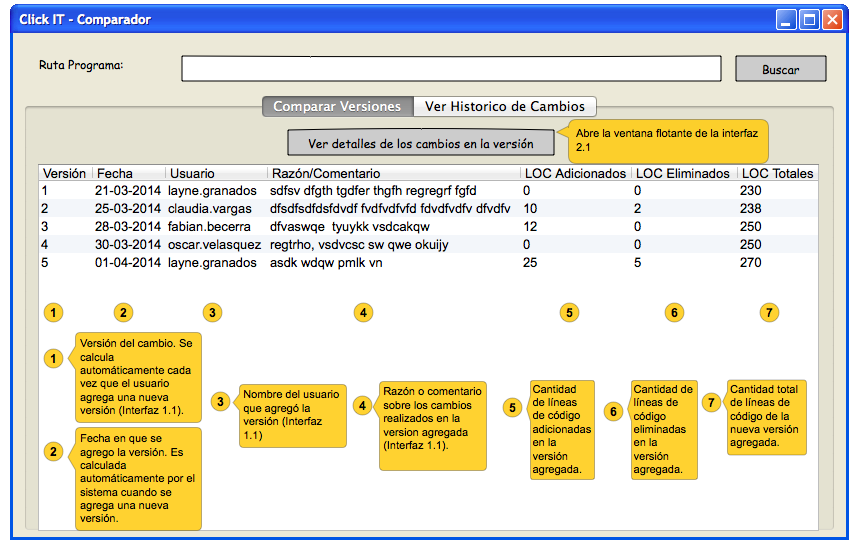 Click IT - Comparador
Ruta Programa:
Buscar
Comparar Versiones
Ver Historico de Cambios
Ver detalles de los cambios en la versión
Abre la ventana flotante de la interfaz
2.1
Versión Fecha Usuario Razón/Comentario LOC Adicionados LOC Eliminados LOC Totales
1 21-03-2014 layne.granados sdfsv dfgth tgdfer thgfh regregrf fgfd 0 0 230
2 25-03-2014 claudia.vargas dfsdfsdfdsfdvdf fvdfvdfvfd fdvdfvdfv dfvdfv 10 2 238
3 28-03-2014 fabian.becerra dfvaswqe tyuykk vsdcakqw 12 0 250
4 30-03-2014 oscar.velasquez regtrho, vsdvcsc sw qwe okuijy 0 0 250
5 01-04-2014 layne.granados asdk wdqw pmlk vn 25 5 270
1 2 3 4 5 6 7
1
Versión del cambio. Se
calcula
automáticamente cada
vez que el usuario
agrega una nueva
versión (Interfaz 1.1).
2
Fecha en que se
agrego la versión. Es
calculada
automáticamente por el
sistema cuando se
agrega una nueva
versión.
3
Nombre del usuario
que agregó la
versión (Interfaz
1.1)
4
Razón o comentario
sobre los cambios
realizados en la
version agregada
(Interfaz 1.1).
5
Cantidad
de líneas
de código
adicionadas
en la
versión
agregada.
6
Cantidad de
líneas de
código
eliminadas
en la
versión
agregada.
7
Cantidad total
de líneas de
código de la
nueva versión
agregada.